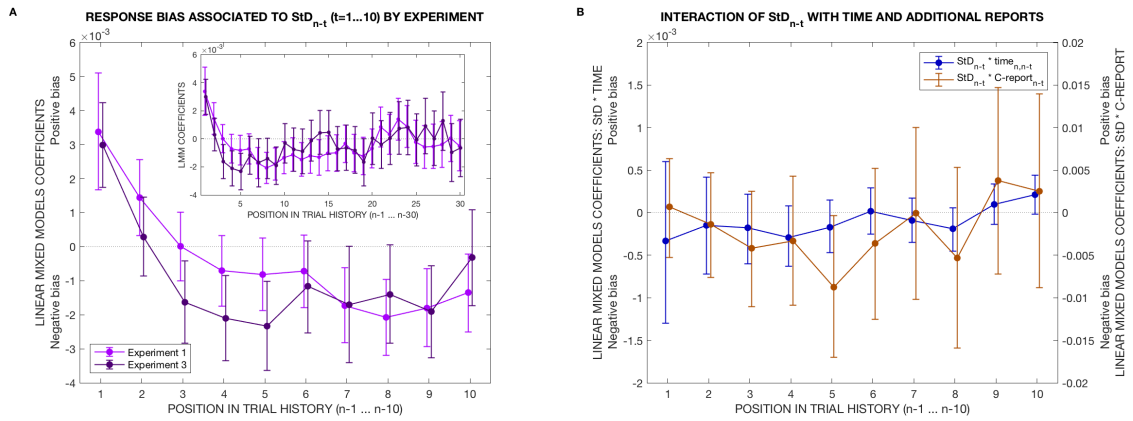 A
RESPONSE BIAS ASSOCIATED TO StD n-t (t=1...10) BY EXPERIMENT
×10⁻³
6
5
4
3
2
1
0
-1
-2
-3
-4
LINEAR MIXED MODELS COEFFICIENTS
Negative bias
Positive bias
1 2 3 4 5 6 7 8 9 10
POSITION IN TRIAL HISTORY (n-1 ... n-10)
Experiment 1
Experiment 3
×10⁻³
6
4
2
0
-2
-4
LMM COEFFICIENTS
5 10 15 20 25 30
POSITION IN TRIAL HISTORY (n-1 ... n-30)
B
INTERACTION OF StD n-t WITH TIME AND ADDITIONAL REPORTS
×10⁻³
2
1.5
1
0.5
0
-0.5
-1
-1.5
-2
LINEAR MIXED MODELS COEFFICIENTS: StD * TIME
Negative bias
Positive bias
StD n-t * time n,n-t
StD n-t * C-report n-t
1 2 3 4 5 6 7 8 9 10
POSITION IN TRIAL HISTORY (n-1 ... n-10)
0.02
0.015
0.01
0.005
0
-0.005
-0.01
-0.015
-0.02
Negative bias
Positive bias
LINEAR MIXED MODELS COEFFICIENTS: StD * C-REPORT